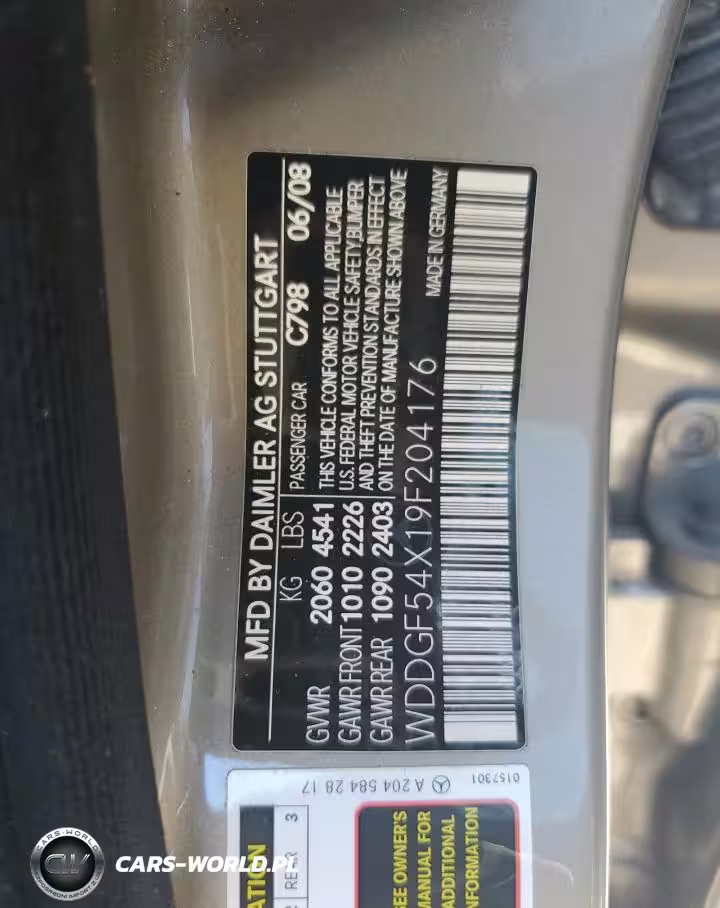 MFD BY DAIMLER AG STUTTGART
KG LBS PASSENGER CAR C798 06/08
GVWR 2060 4541 THIS VEHICLE CONFORMS TO ALL APPLICABLE
GAWR FRONT 1010 2226 U.S. FEDERAL MOTOR VEHICLE SAFETY, BUMPER,
GAWR REAR 1090 2403 AND THEFT PREVENTION STANDARDS IN EFFECT
ON THE DATE OF MANUFACTURE SHOWN ABOVE
WDDGF54X19F204176 MADE IN GERMANY
0157301
A 204 584 28 17
REAR 3
OWNER'S
MANUAL FOR
ADDITIONAL
INFORMATION
CARS-WORLD
CW
CARS-WORLD.PL